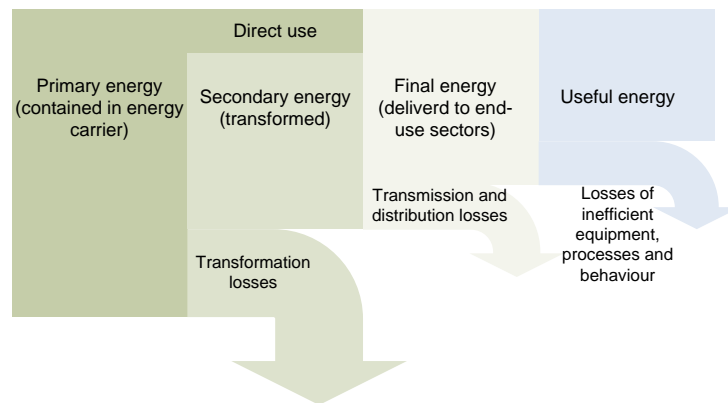 Direct use
Primary energy
(contained in energy
carrier)
Secondary energy
(transformed)
Final energy
(deliverd to end-
use sectors)
Useful energy
Transformation
losses
Transmission and
distribution losses
Losses of
inefficient
equipment,
processes and
behaviour